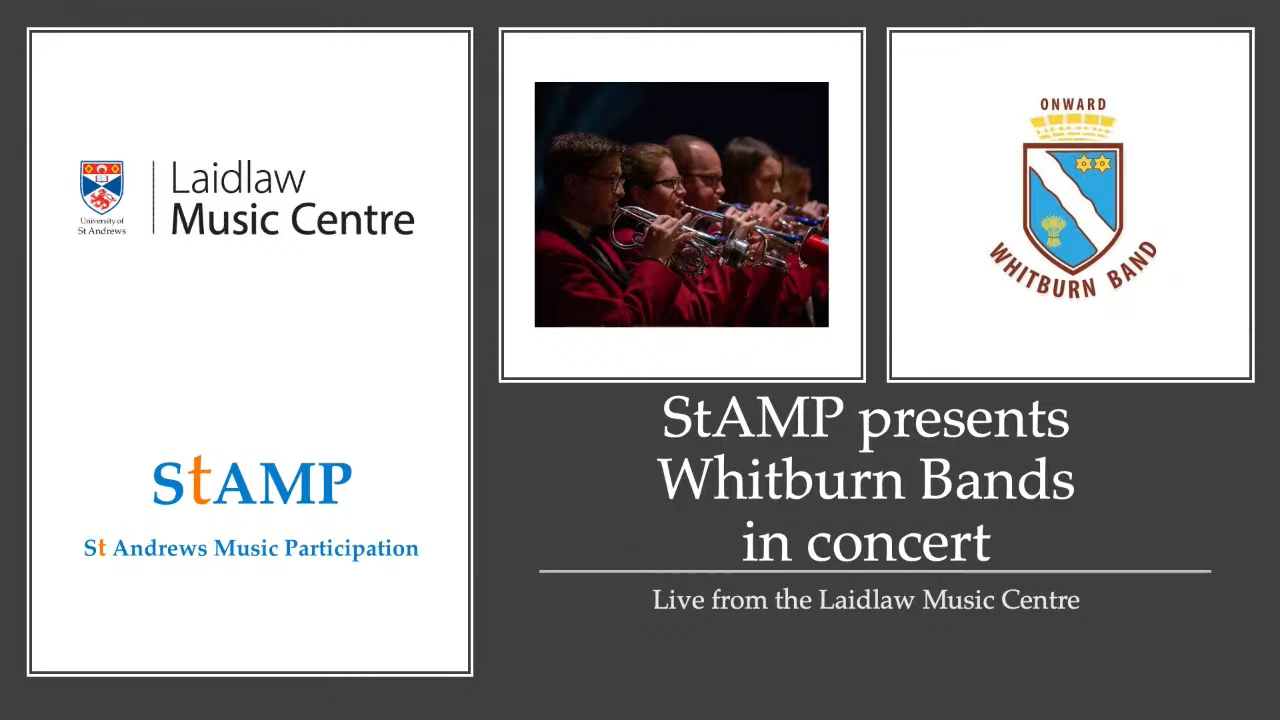 University of
St Andrews
Laidlaw
Music Centre
StAMP
St Andrews Music Participation
ONWARD
WHITBURN BAND
StAMP presents
Whitburn Bands
in concert
Live from the Laidlaw Music Centre